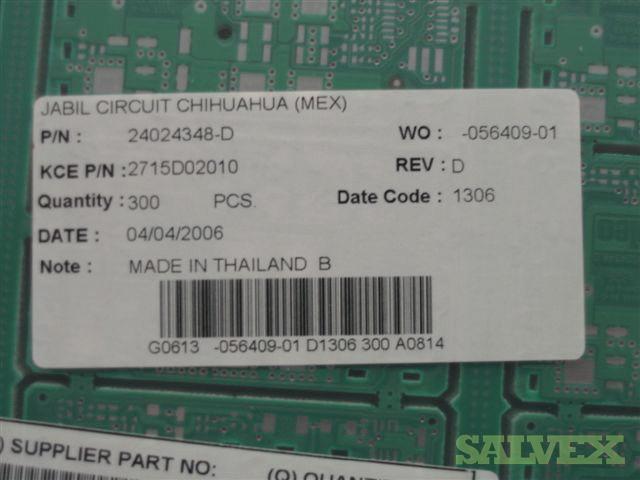 JABIL CIRCUIT CHIHUAHUA (MEX)
P/N : 24024348-D WO : -056409-01
KCE P/N : 2715D02010 REV : D
Quantity : 300 PCS. Date Code : 1306
DATE : 04/04/2006
Note : MADE IN THAILAND B
G0613 -056409-01 D1306 300 A0814
) SUPPLIER PART NO: (Q) QUANTI
SALVEX